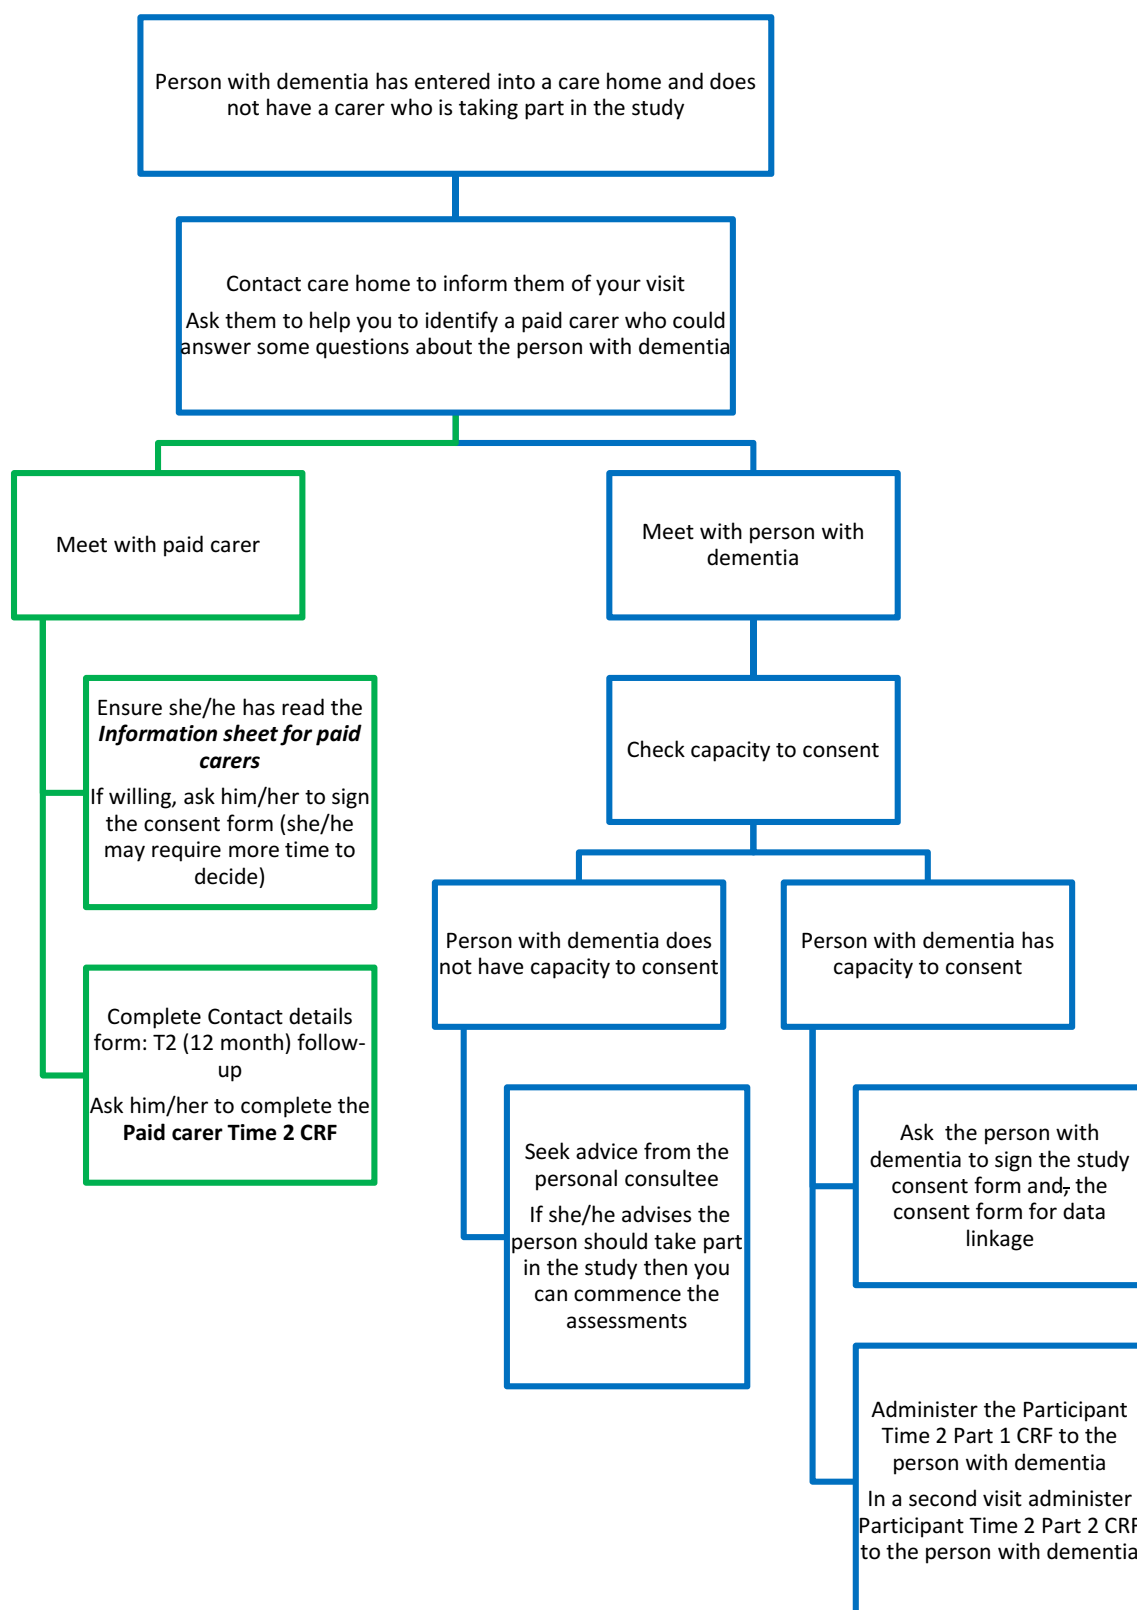 Person with dementia has entered into a care home and does
not have a carer who is taking part in the study
Contact care home to inform them of your visit
Ask them to help you to identify a paid carer who could
answer some questions about the person with dementia
Meet with paid carer
Meet with person with
dementia
Ensure she/he has read the
Information sheet for paid
carers
If willing, ask him/her to sign
the consent form (she/he
may require more time to
decide)
Check capacity to consent
Complete Contact details
form: T2 (12 month) follow-
up
Ask him/her to complete the
Paid carer Time 2 CRF
Person with dementia does
not have capacity to consent
Person with dementia has
capacity to consent
Seek advice from the
personal consultee
If she/he advises the
person should take part
in the study then you
can commence the
assessments
Ask  the person with
dementia to sign the study
consent form and, the
consent form for data
linkage
Administer the Participant
Time 2 Part 1 CRF to the
person with dementia
In a second visit administer
Participant Time 2 Part 2 CRF
to the person with dementia